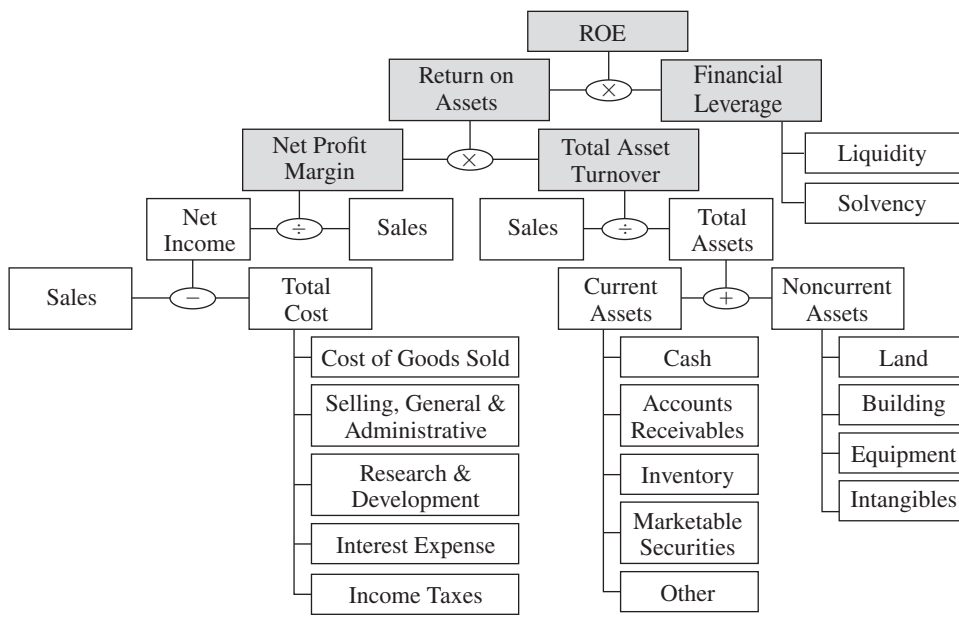 ROE
×
Return on
Assets
Financial
Leverage
Net Profit
Margin
×
Total Asset
Turnover
Liquidity
Solvency
Net
Income
÷
Sales
Sales
÷
Total
Assets
Sales
−
Total
Cost
Current
Assets
+
Noncurrent
Assets
Cost of Goods Sold
Selling, General &
Administrative
Research &
Development
Interest Expense
Income Taxes
Cash
Accounts
Receivables
Inventory
Marketable
Securities
Other
Land
Building
Equipment
Intangibles